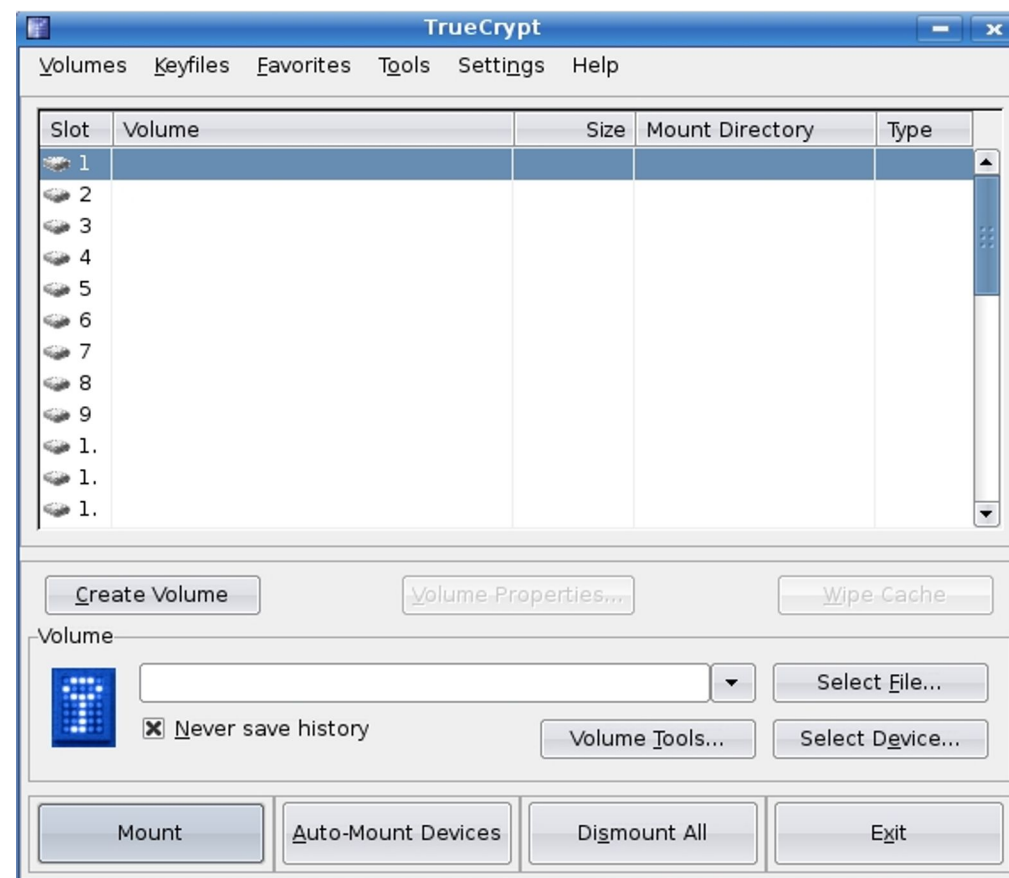 TrueCrypt
Volumes Keyfiles Favorites Tools Settings Help
Slot Volume Size Mount Directory Type
1
2
3
4
5
6
7
8
9
1.
1.
1.
Create Volume Volume Properties... Wipe Cache
Volume
Select File...
Never save history
Volume Tools... Select Device...
Mount Auto-Mount Devices Dismount All Exit